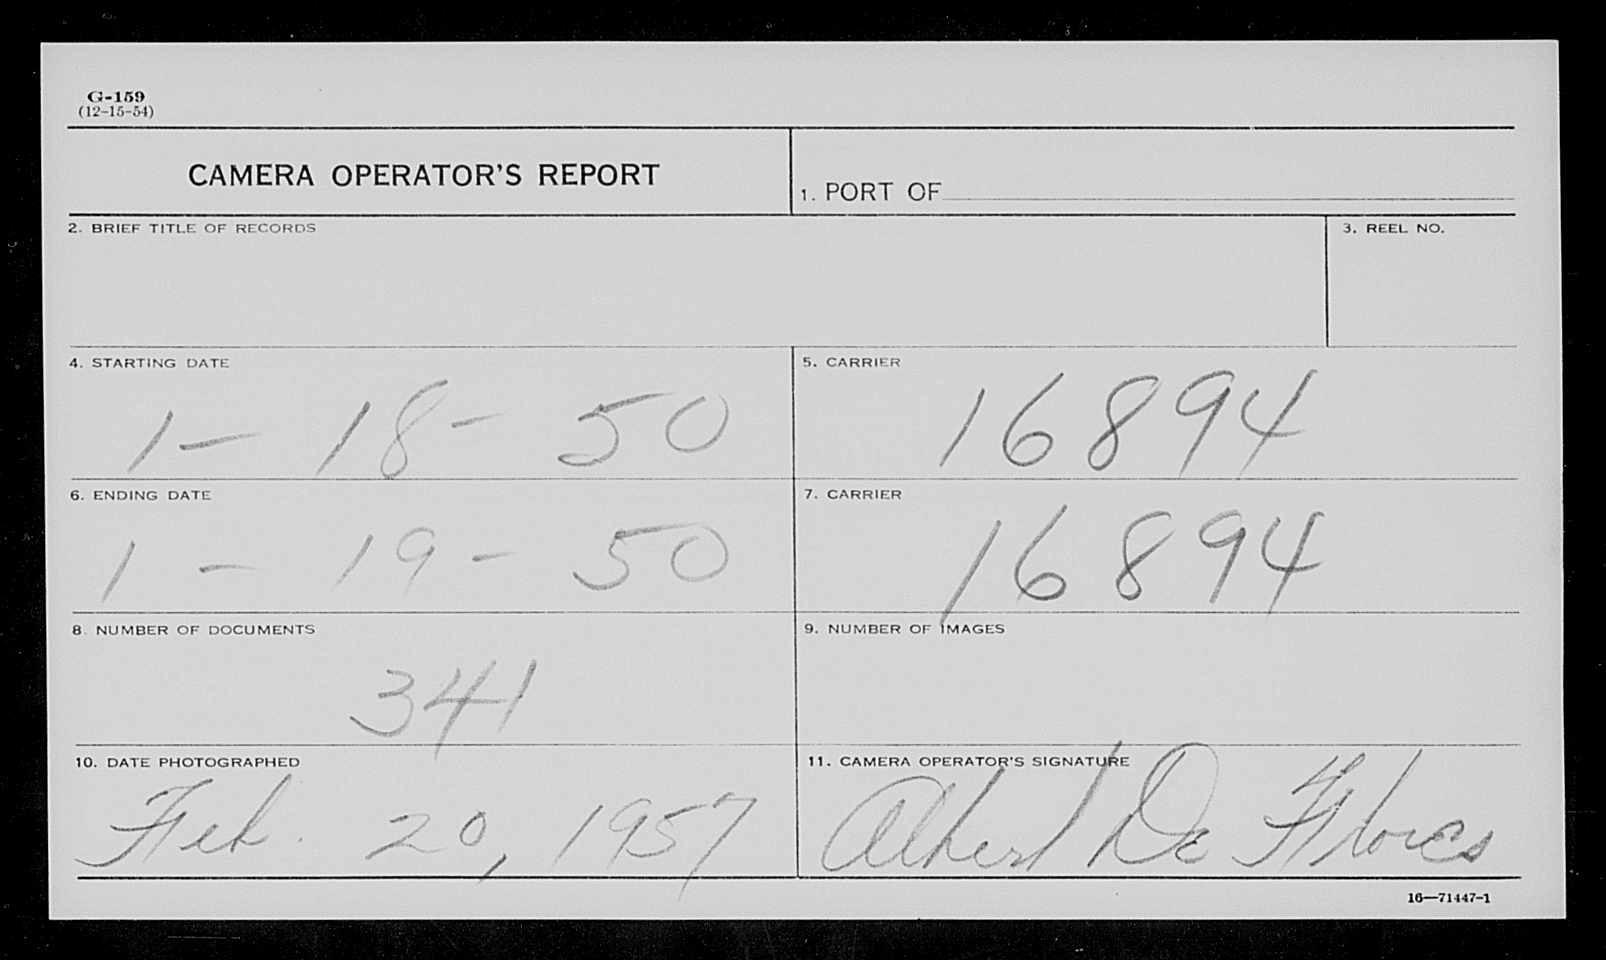 G-159
(12-15-54)
CAMERA OPERATOR'S REPORT
1. PORT OF
2. BRIEF TITLE OF RECORDS
3. REEL NO.
4. STARTING DATE
1- 18- 50
5. CARRIER
16894
6. ENDING DATE
1 - 19 - 50
7. CARRIER
16894
8. NUMBER OF DOCUMENTS
341
9. NUMBER OF IMAGES
10. DATE PHOTOGRAPHED
Feb. 20, 1957
11. CAMERA OPERATOR'S SIGNATURE
Albert De Flores
16—71447-1